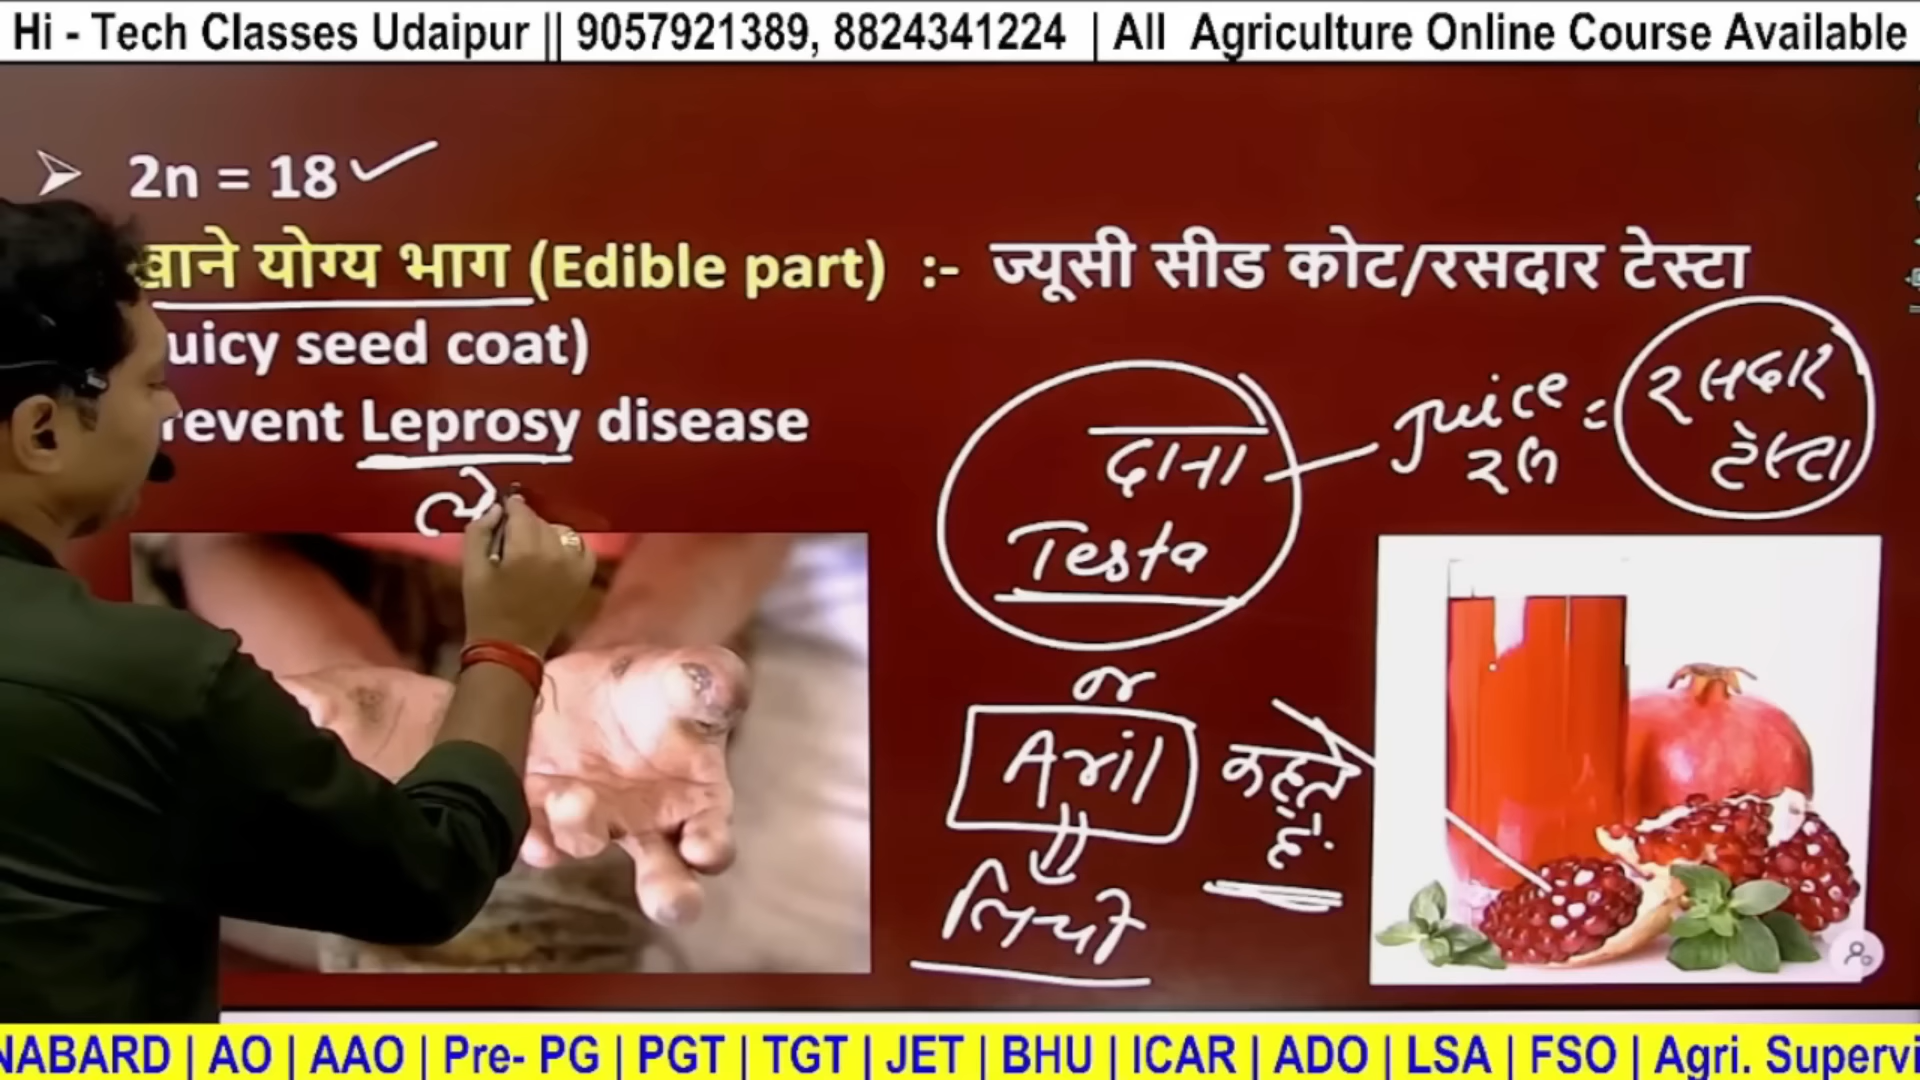 Hi - Tech Classes Udaipur || 9057921389, 8824341224 | All Agriculture Online Course Available
➢ 2n = 18
खाने योग्य भाग (Edible part) :- ज्यूसी सीड कोट/रसदार टेस्टा
uicy seed coat)
revent Leprosy disease
दाना
Testa
Juice
रस
=
रसदार
टेस्टा
or
Aril
कहते
हैं
NABARD | AO | AAO | Pre- PG | PGT | TGT | JET | BHU | ICAR | ADO | LSA | FSO | Agri. Supervi